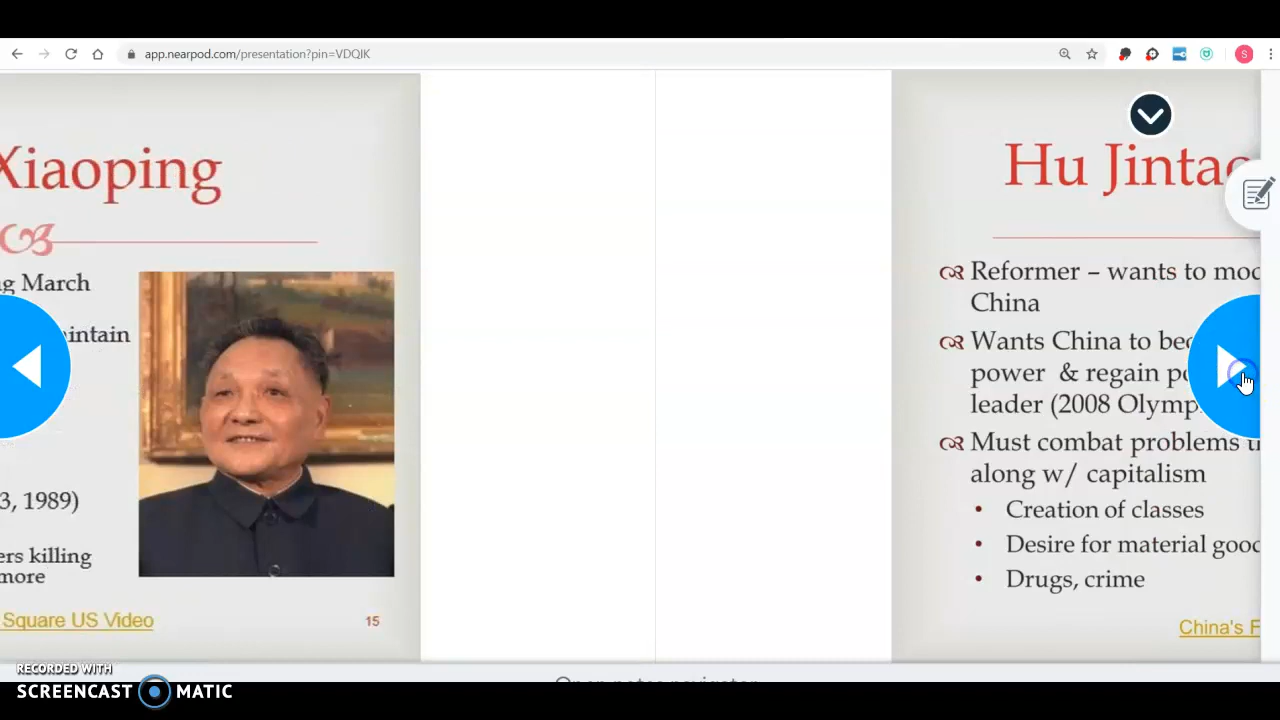 app.nearpod.com/presentation?pin=VDQIK
S
Xiaoping
g March
intain
3, 1989)
ers killing
more
Square US Video
15
Hu Jintao
Reformer – wants to mod
China
Wants China to bec
power & regain po
leader (2008 Olymp
Must combat problems t
along w/ capitalism
• Creation of classes
• Desire for material good
• Drugs, crime
China's F
RECORDED WITH
SCREENCAST MATIC